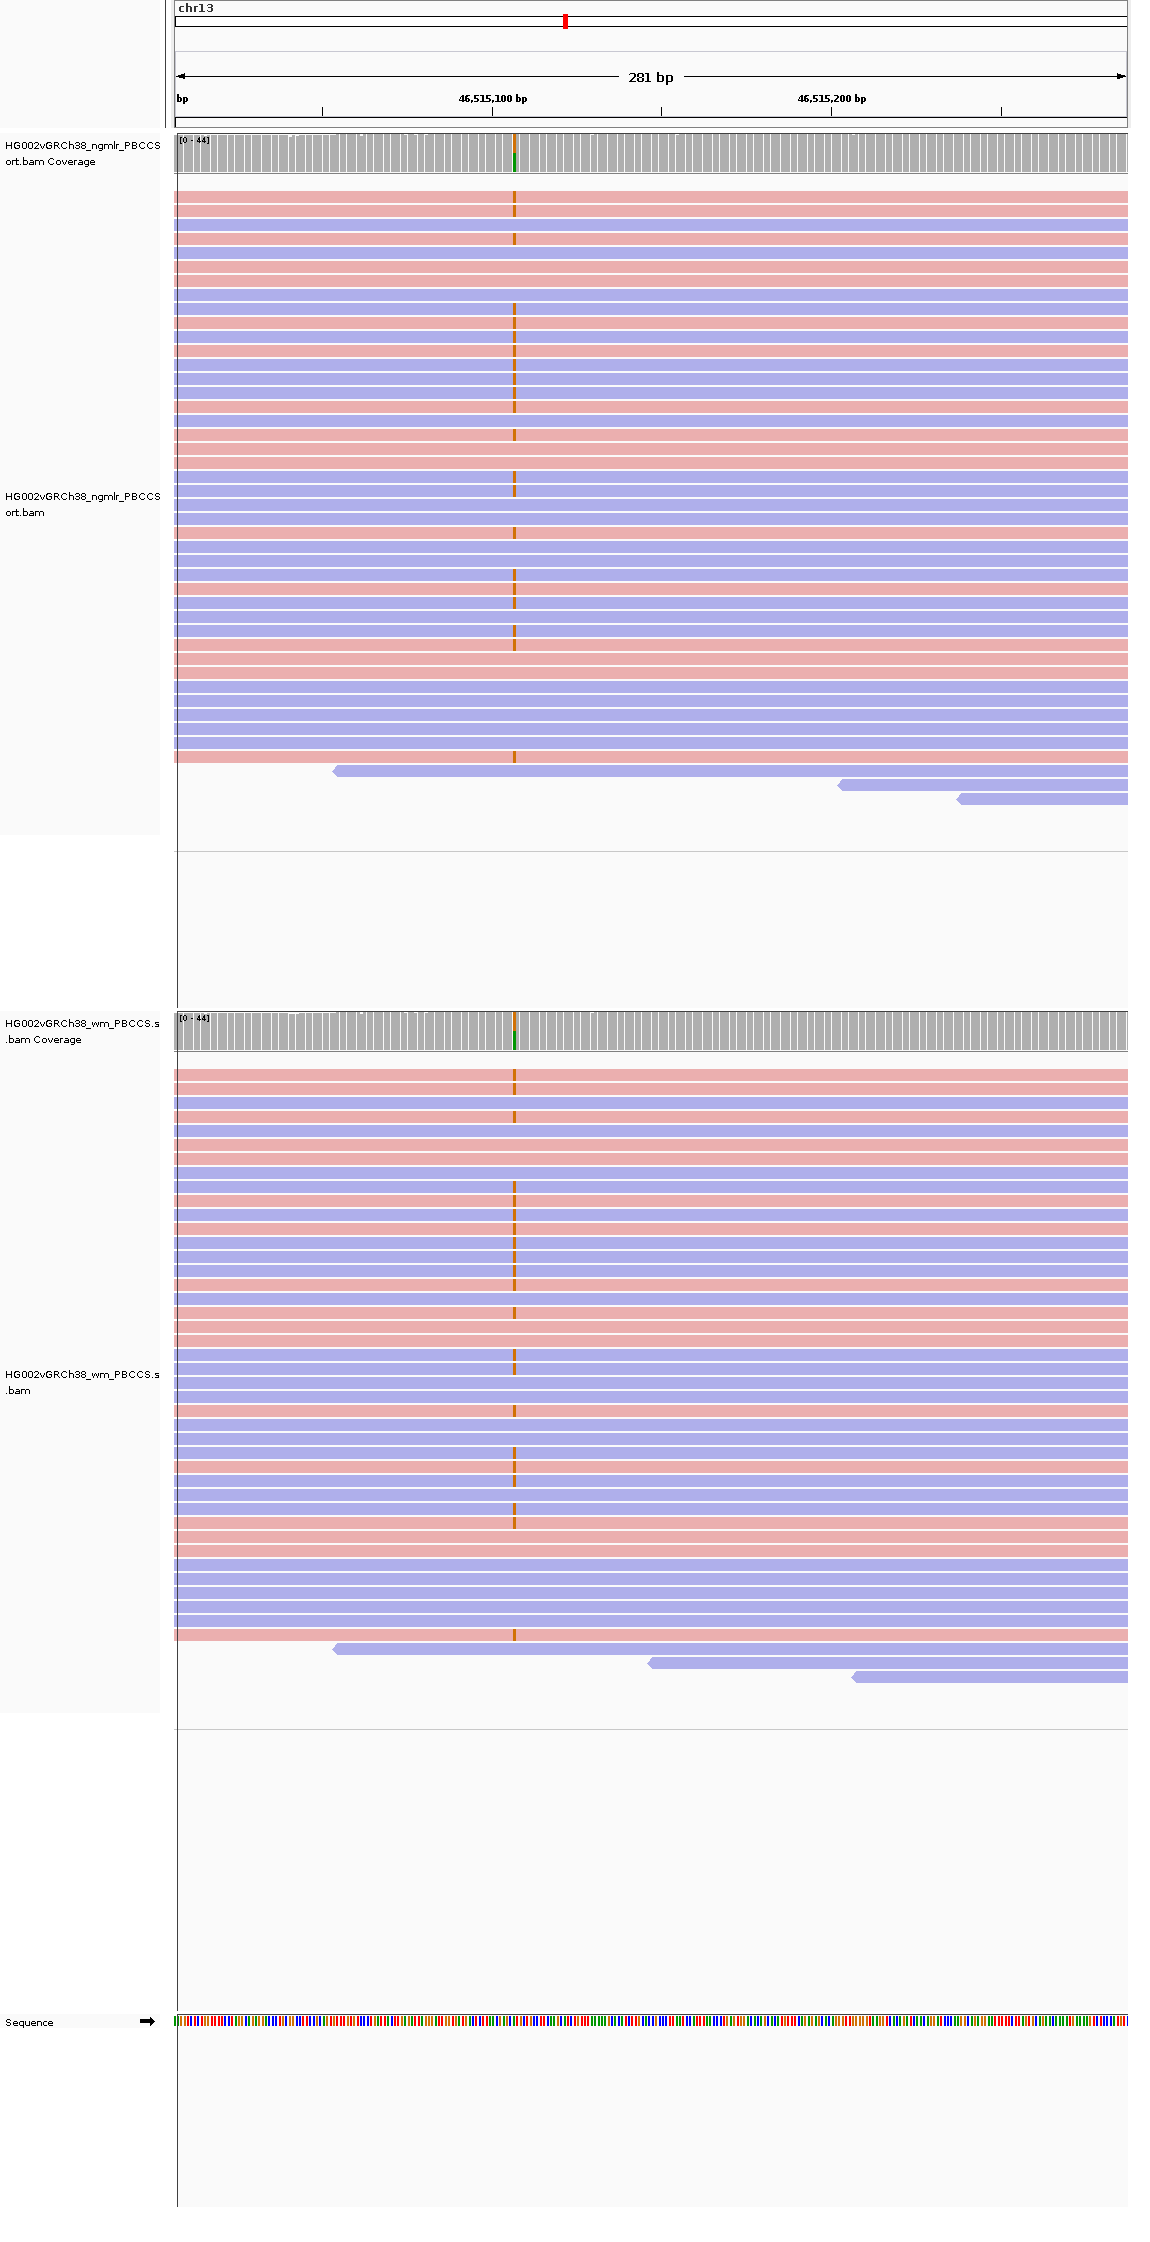 chr13
281 bp
bp
46,515,100 bp
46,515,200 bp
HG002vGRCh38_ngmlr_PBCCS
ort.bam Coverage
[0 - 44]
HG002vGRCh38_ngmlr_PBCCS
ort.bam
HG002vGRCh38_wm_PBCCS.s
.bam Coverage
[0 - 44]
HG002vGRCh38_wm_PBCCS.s
.bam
Sequence